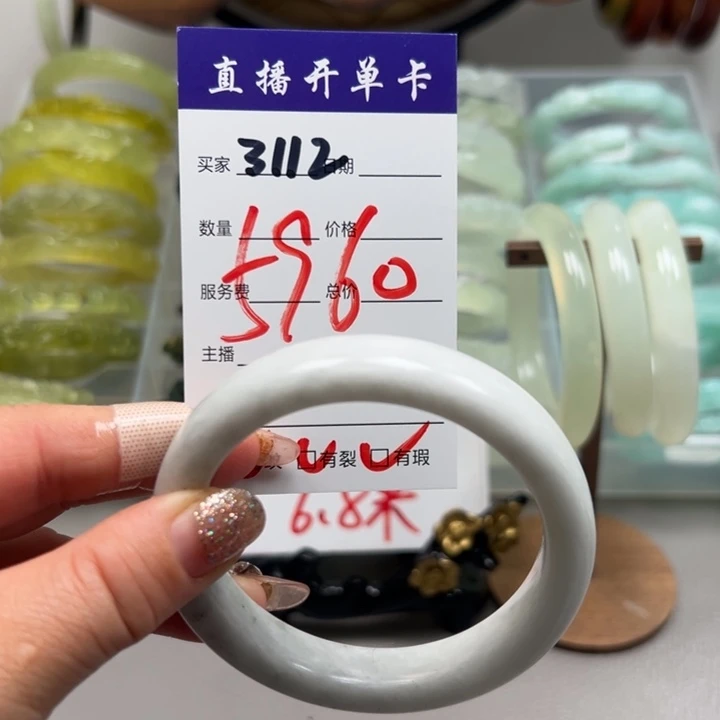 直播开单卡
买家 3112 日期
数量 价格
5960
服务费 总价
主播
有裂 有瑕
6.8米